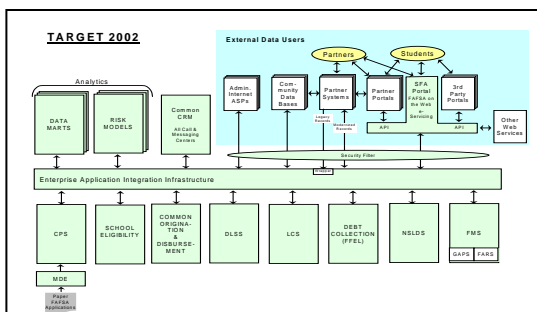 TARGET 2002
External Data Users
Partners
Students
Analytics
DATA
MARTS
RISK
MODELS
Common
CRM
All Call &
Messaging
Centers
Admin.
Internet
ASPs
Com-
munity
Data
Bases
Partner
Systems
Partner
Portals
SFA
Portal
FAFSA on
the Web
e-
Servicing
3rd
Party
Portals
Legacy
Records
Modernized
Records
API
API
Other
Web
Services
Security Filter
Wrapper
Enterprise Application Integration Infrastructure
CPS
SCHOOL
ELIGIBILITY
COMMON
ORIGINA-
TION
&
DISBURSE-
MENT
DLSS
LCS
DEBT
COLLECTION
(FFEL)
NSLDS
FMS
GAPS
FARS
MDE
Paper
FAFSA
Applications